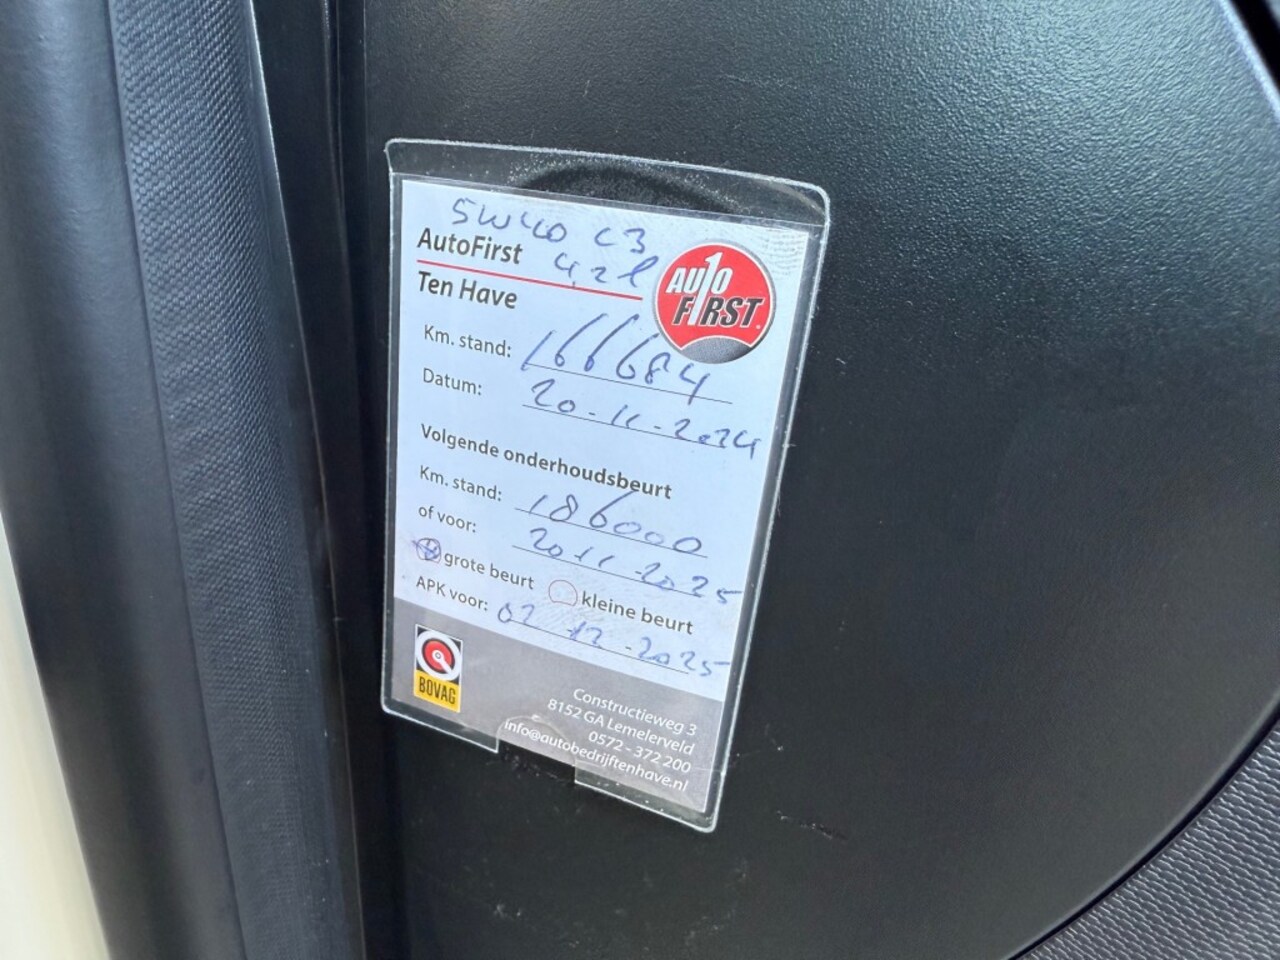 5W40 C3
4,2 l
AutoFirst
Ten Have
AUTO
FIRST
Km. stand: 166684
Datum: 20-11-2024
Volgende onderhoudsbeurt
Km. stand: 186000
of voor: 20-11-2025
grote beurt kleine beurt
APK voor: 02-12-2025
BOVAG
Constructieweg 3
8152 GA Lemelerveld
0572 - 372 200
info@autobedrijftenhave.nl